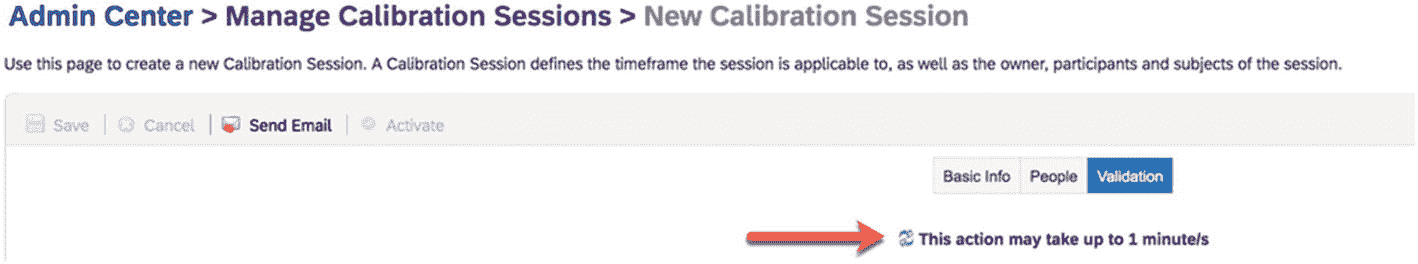 Admin Center > Manage Calibration Sessions > New Calibration Session
Use this page to create a new Calibration Session. A Calibration Session defines the timeframe the session is applicable to, as well as the owner, participants and subjects of the session.
Save Cancel Send Email Activate
Basic Info People Validation
This action may take up to 1 minute/s